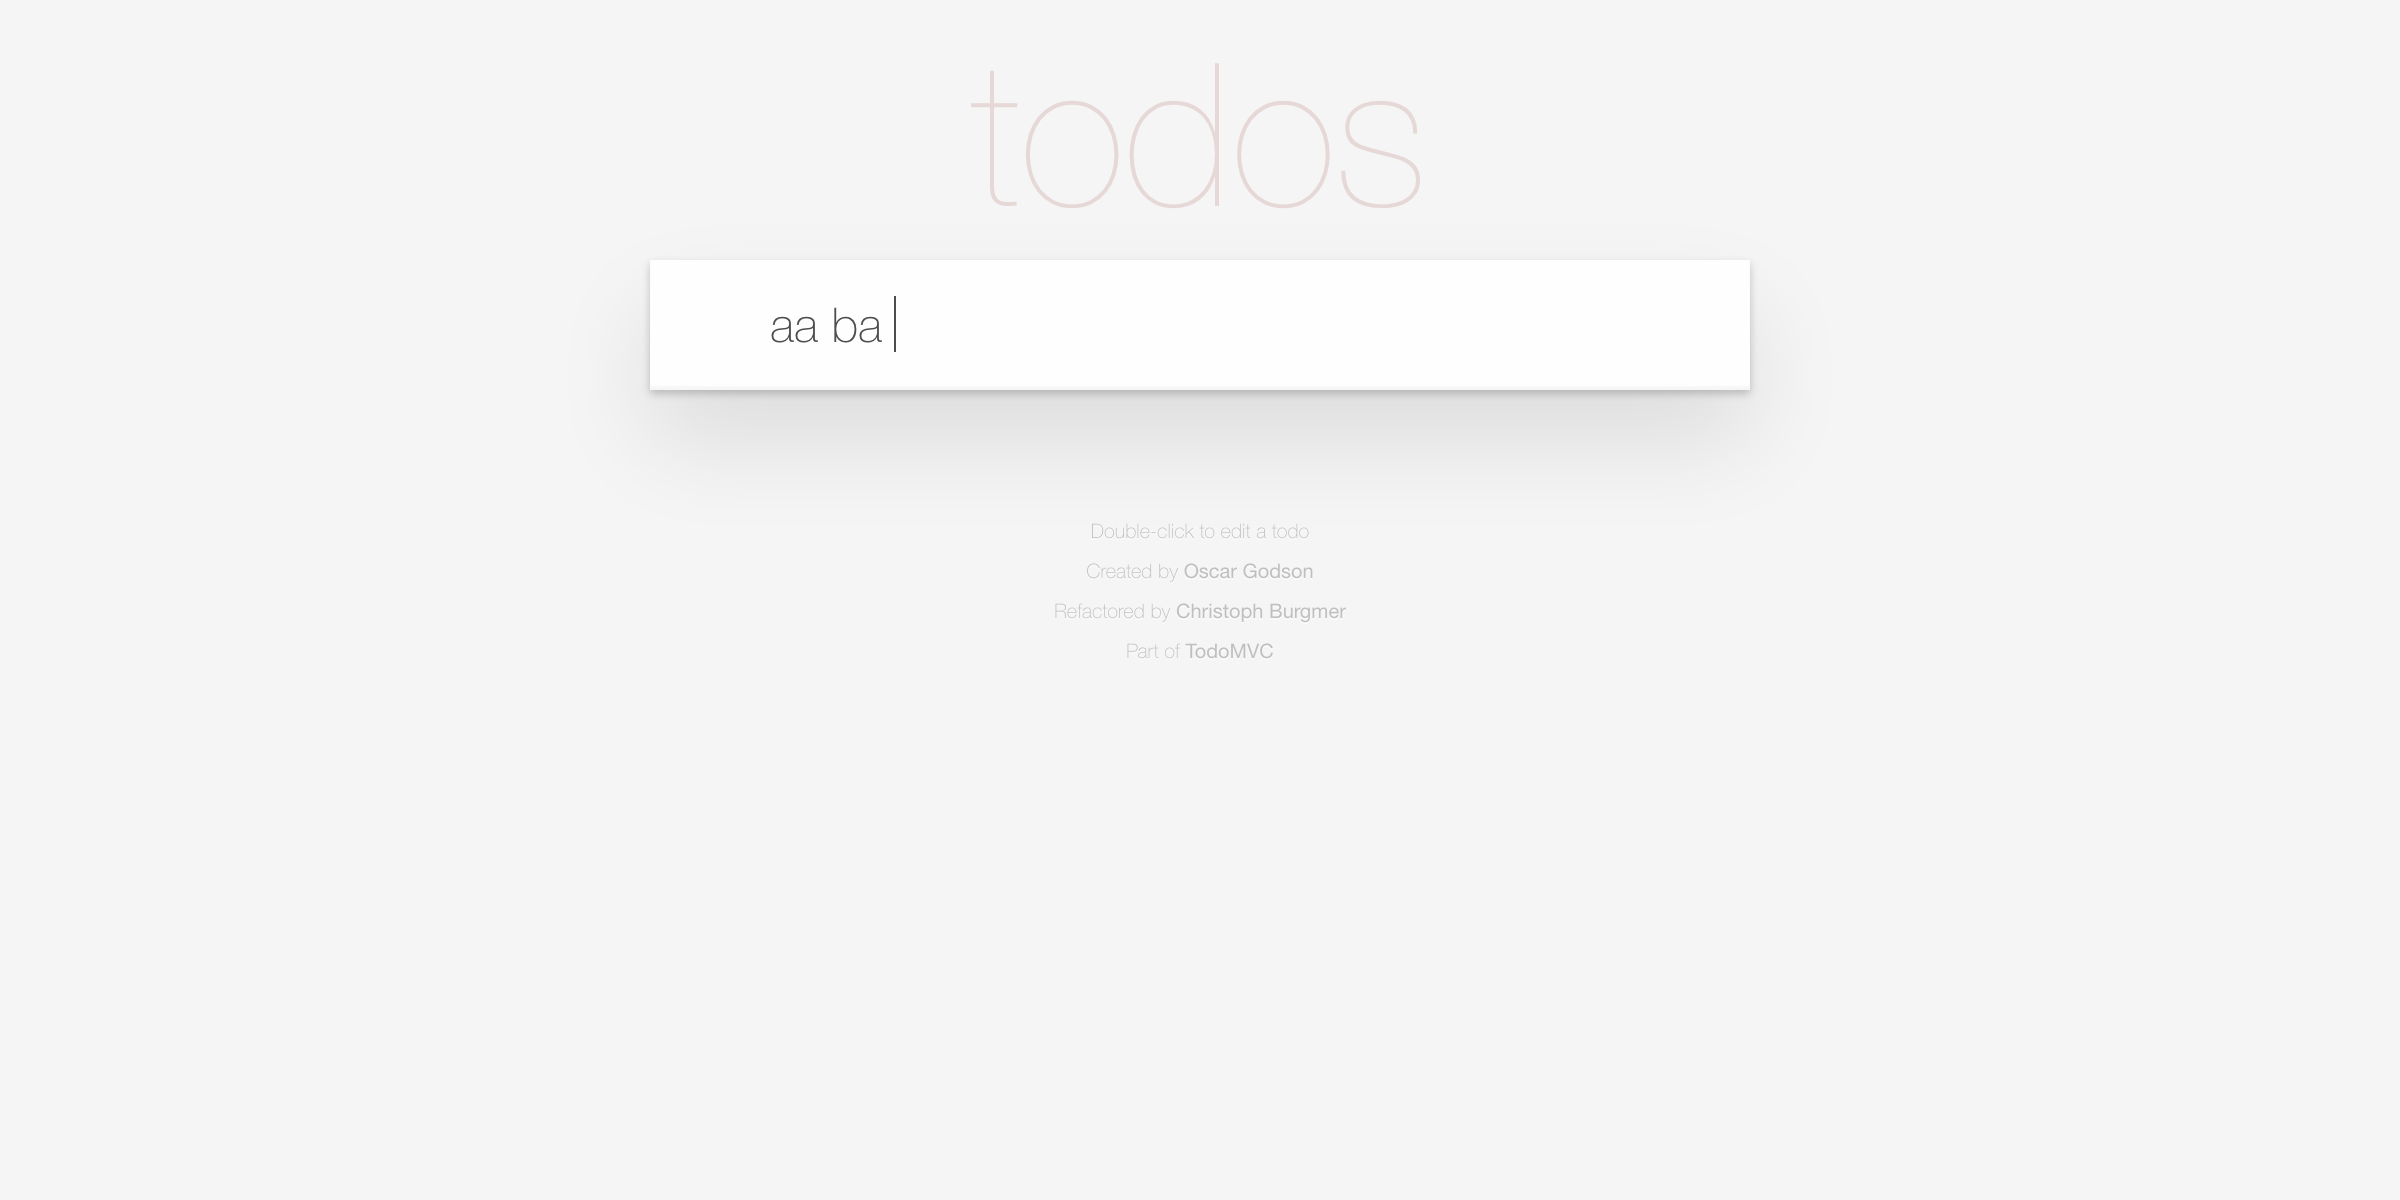 todos
aa ba
Double-click to edit a todo
Created by Oscar Godson
Refactored by Christoph Burgmer
Part of TodoMVC